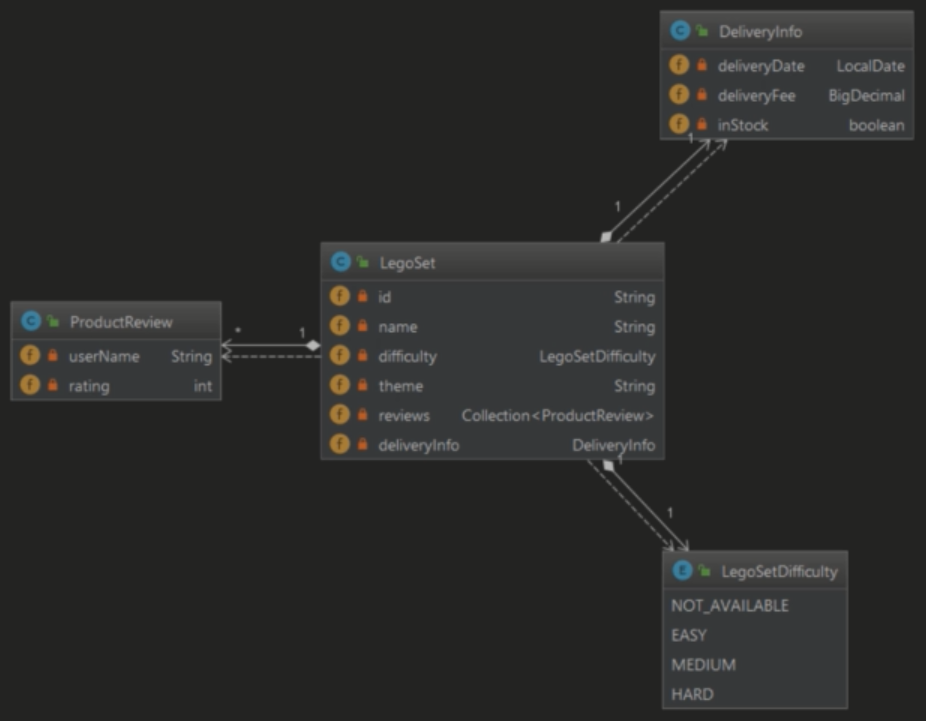 C DeliveryInfo
f deliveryDate LocalDate
f deliveryFee BigDecimal
f inStock boolean
1
1
C LegoSet
f id String
f name String
f difficulty LegoSetDifficulty
f theme String
f reviews Collection<ProductReview>
f deliveryInfo DeliveryInfo
C ProductReview
f userName String
f rating int
* 1
1
1
E LegoSetDifficulty
NOT_AVAILABLE
EASY
MEDIUM
HARD